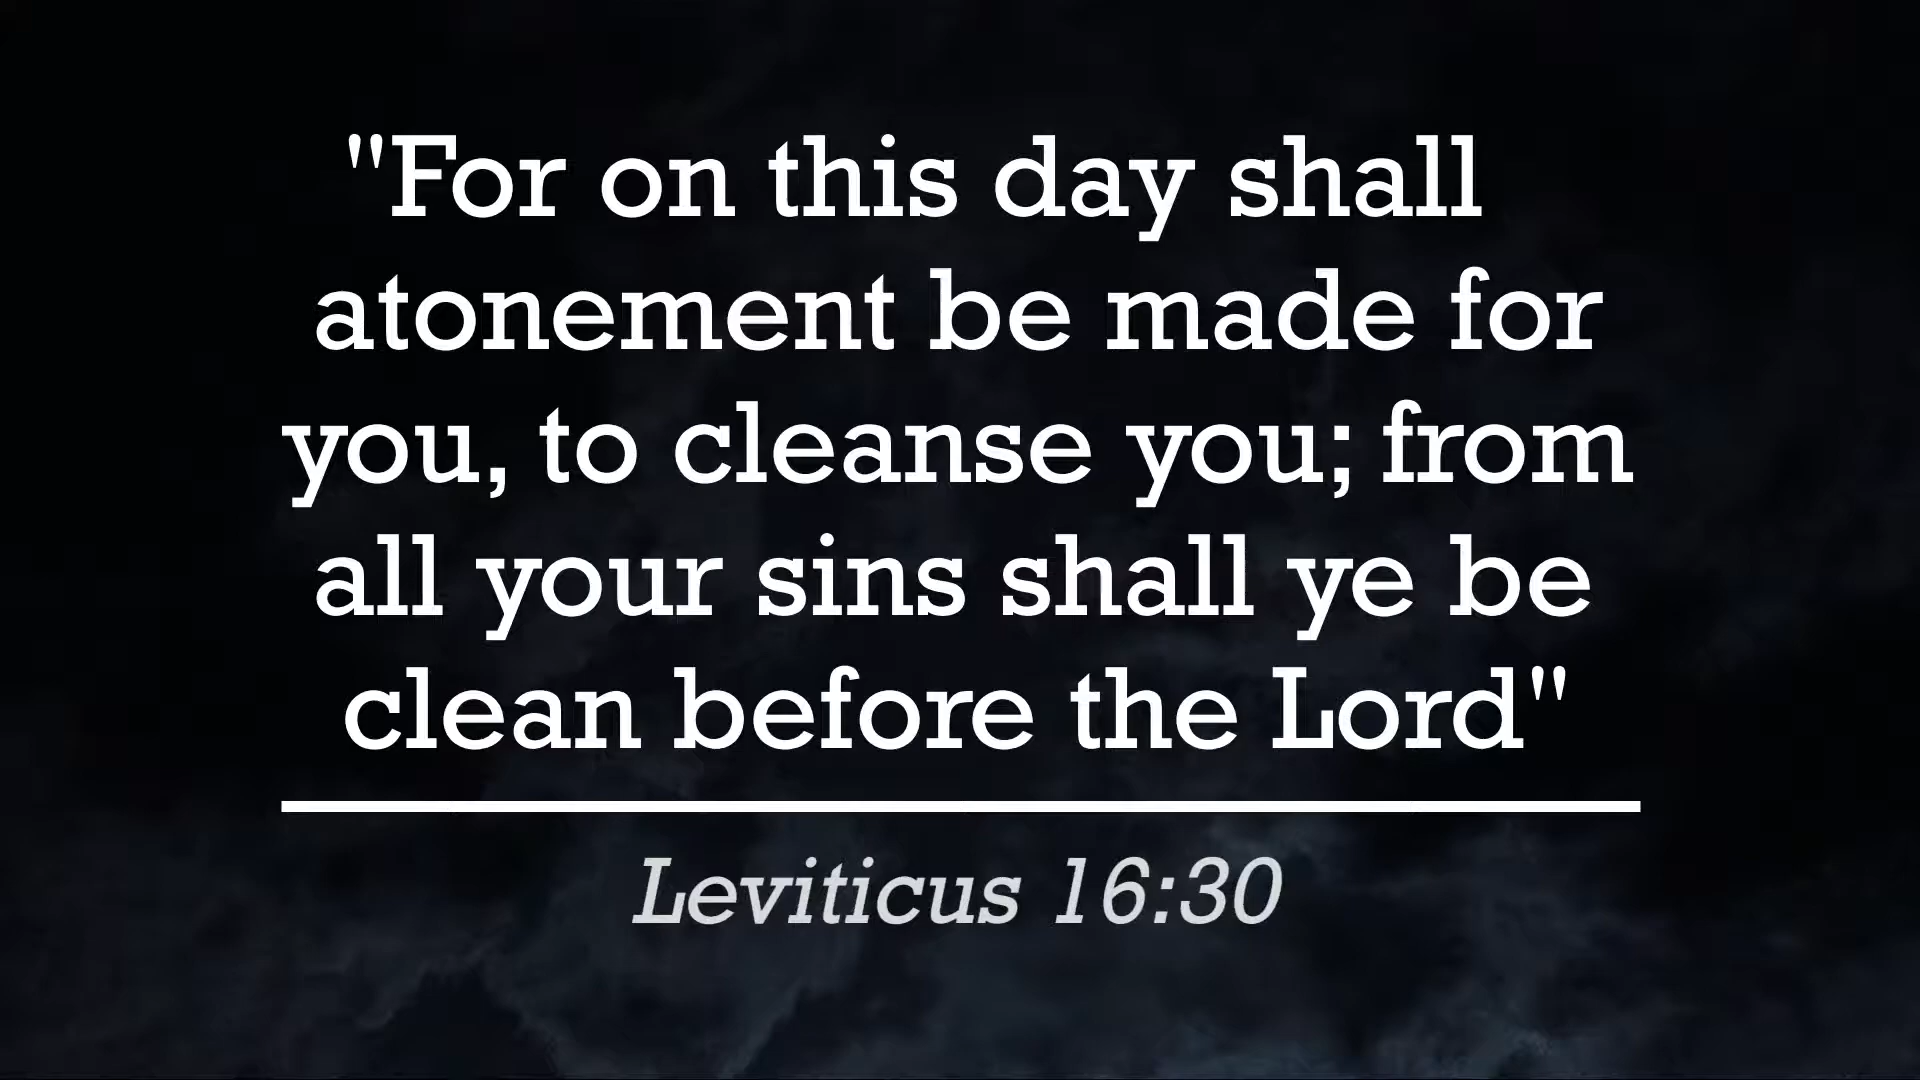 "For on this day shall
atonement be made for
you, to cleanse you; from
all your sins shall ye be
clean before the Lord"
Leviticus 16:30